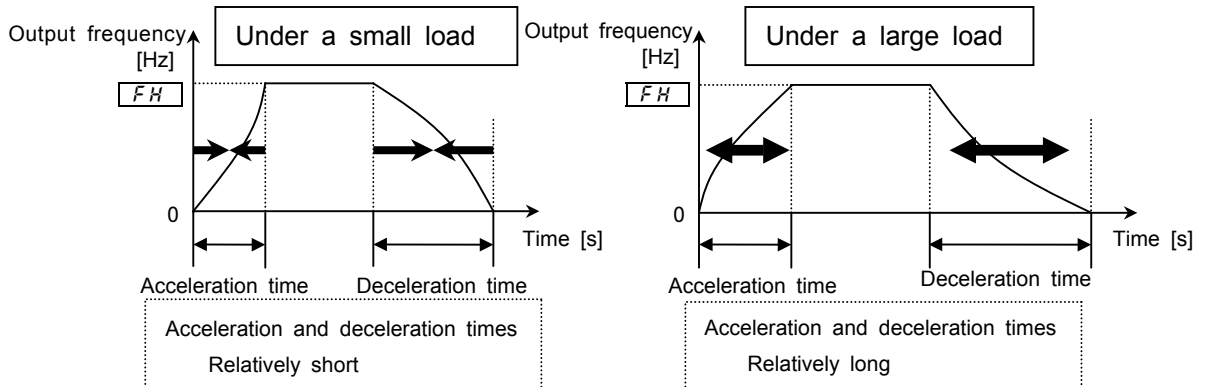 Output frequency
[Hz]
FH
0
Under a small load
Time [s]
Acceleration time
Deceleration time
Acceleration and deceleration times
Relatively short
Output frequency
[Hz]
FH
0
Under a large load
Time [s]
Acceleration time
Deceleration time
Acceleration and deceleration times
Relatively long